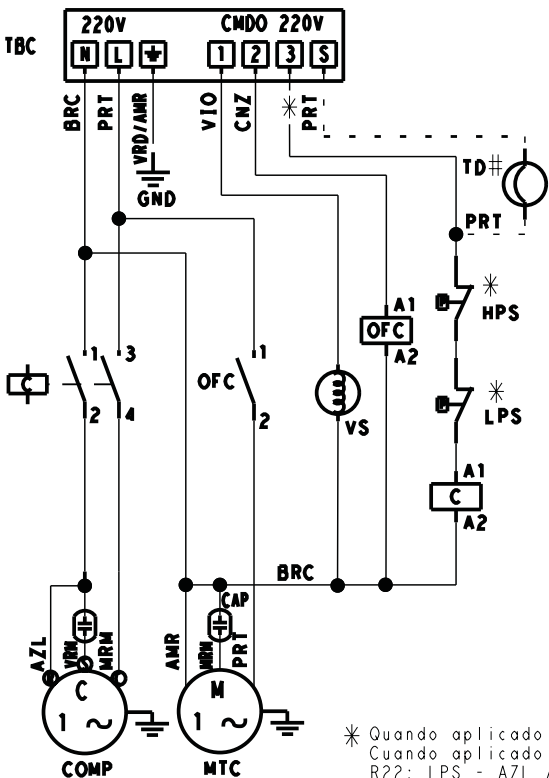 220V CMDO 220V
TBC
N L 1 2 3 S
BRC PRT VRD/AMR VIO CNZ * PRT
TD#
GND
PRT
A1
OFC
A2
*
HPS
1 3
C
2 4
OFC
1
2
VS
*
LPS
A1
C
A2
BRC
CAP
AZL VRM MRM AMR MRM PRT
C
1 ~
M
1 ~
COMP
MTC
* Quando aplicado
Cuando aplicado
R22: LPS - AZL